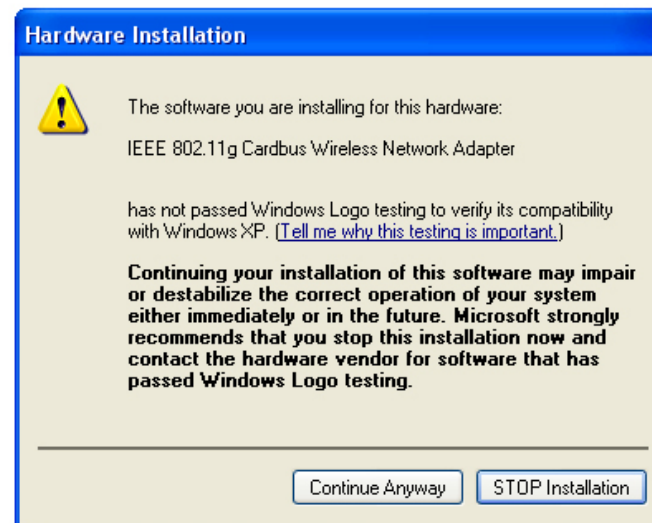 Hardware Installation
The software you are installing for this hardware:
IEEE 802.11g Cardbus Wireless Network Adapter
has not passed Windows Logo testing to verify its compatibility
with Windows XP. (Tell me why this testing is important.)
Continuing your installation of this software may impair
or destabilize the correct operation of your system
either immediately or in the future. Microsoft strongly
recommends that you stop this installation now and
contact the hardware vendor for software that has
passed Windows Logo testing.
Continue Anyway
STOP Installation